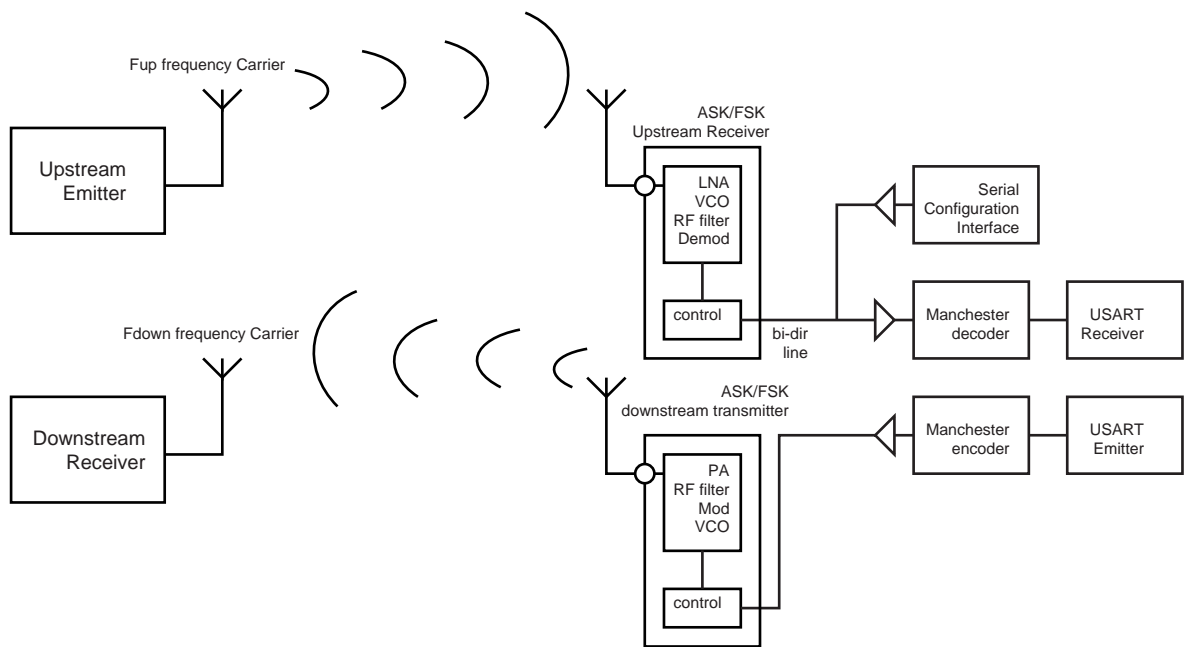 Fup frequency Carrier
Upstream
Emitter
ASK/FSK
Upstream Receiver
LNA
VCO
RF filter
Demod
control
bi-dir
line
Serial
Configuration
Interface
Manchester
decoder
USART
Receiver
Fdown frequency Carrier
Downstream
Receiver
ASK/FSK
downstream transmitter
PA
RF filter
Mod
VCO
control
Manchester
encoder
USART
Emitter